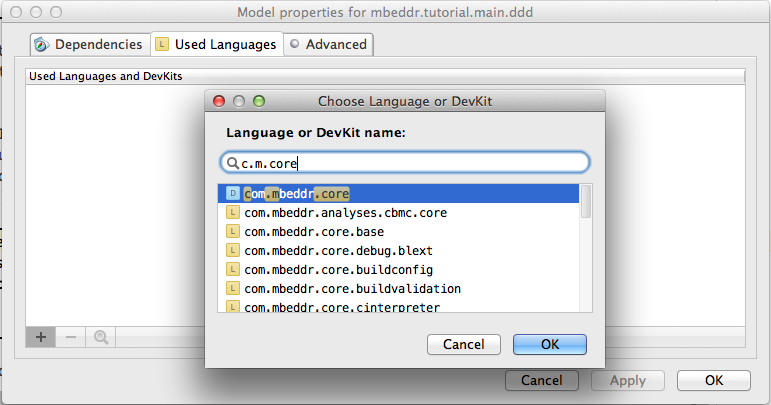 Model properties for mbeddr.tutorial.main.ddd
Dependencies
L Used Languages
Advanced
Used Languages and DevKits
Choose Language or DevKit
Language or DevKit name:
c.m.core
D com.mbeddr.core
L com.mbeddr.analyses.cbmc.core
L com.mbeddr.core.base
L com.mbeddr.core.debug.blext
L com.mbeddr.core.buildconfig
L com.mbeddr.core.buildvalidation
L com.mbeddr.core.cinterpreter
Cancel OK
Cancel Apply OK